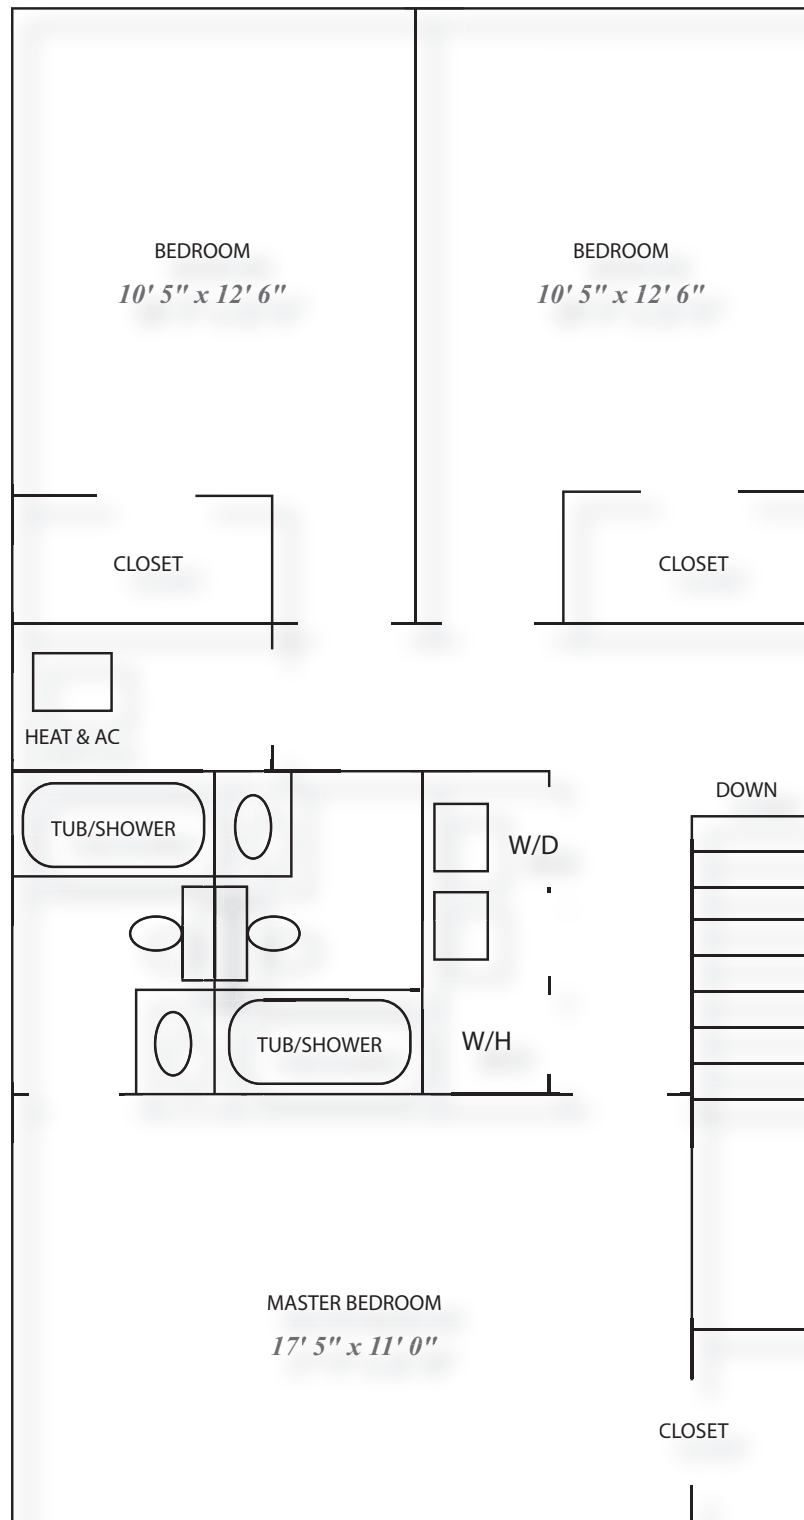 BEDROOM
10' 5" x 12' 6"
BEDROOM
10' 5" x 12' 6"
CLOSET
CLOSET
HEAT & AC
DOWN
TUB/SHOWER
W/D
TUB/SHOWER
W/H
MASTER BEDROOM
17' 5" x 11' 0"
CLOSET